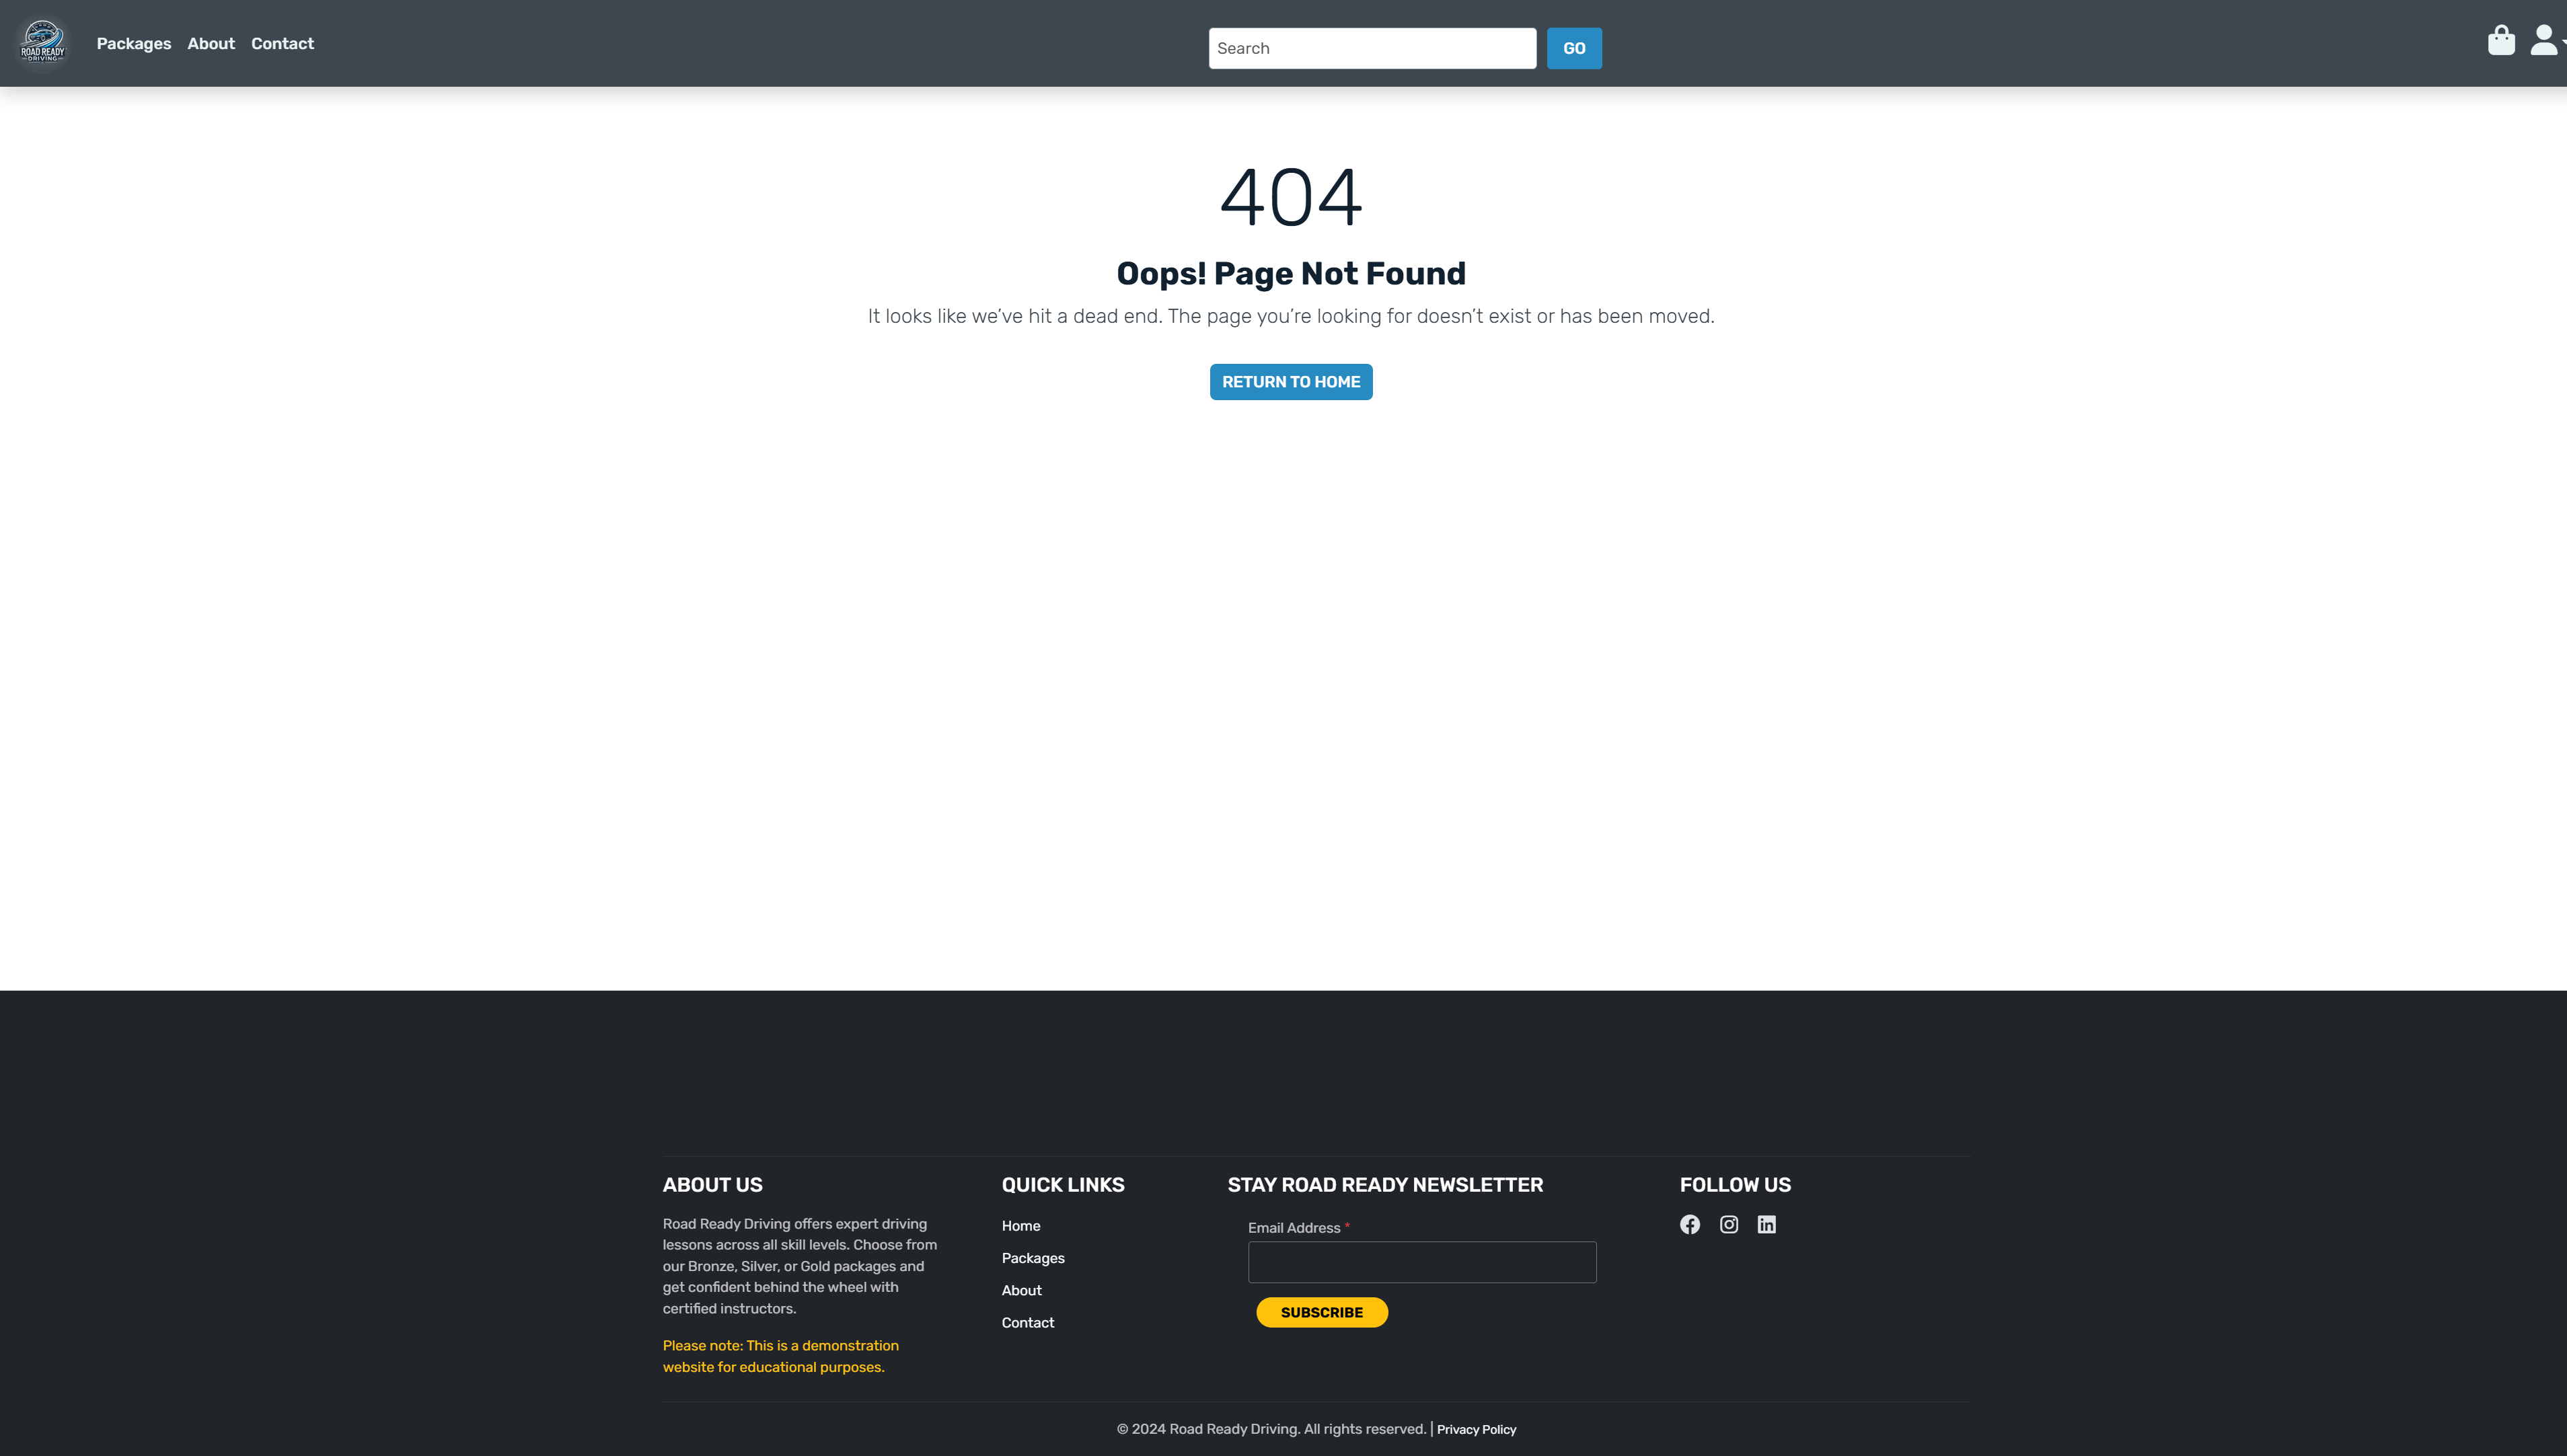 ROAD READY
DRIVING
Packages About Contact
Search
GO
404
Oops! Page Not Found
It looks like we've hit a dead end. The page you're looking for doesn't exist or has been moved.
RETURN TO HOME
ABOUT US
Road Ready Driving offers expert driving
lessons across all skill levels. Choose from
our Bronze, Silver, or Gold packages and
get confident behind the wheel with
certified instructors.
Please note: This is a demonstration
website for educational purposes.
QUICK LINKS
Home
Packages
About
Contact
STAY ROAD READY NEWSLETTER
Email Address *
SUBSCRIBE
FOLLOW US
© 2024 Road Ready Driving. All rights reserved. | Privacy Policy